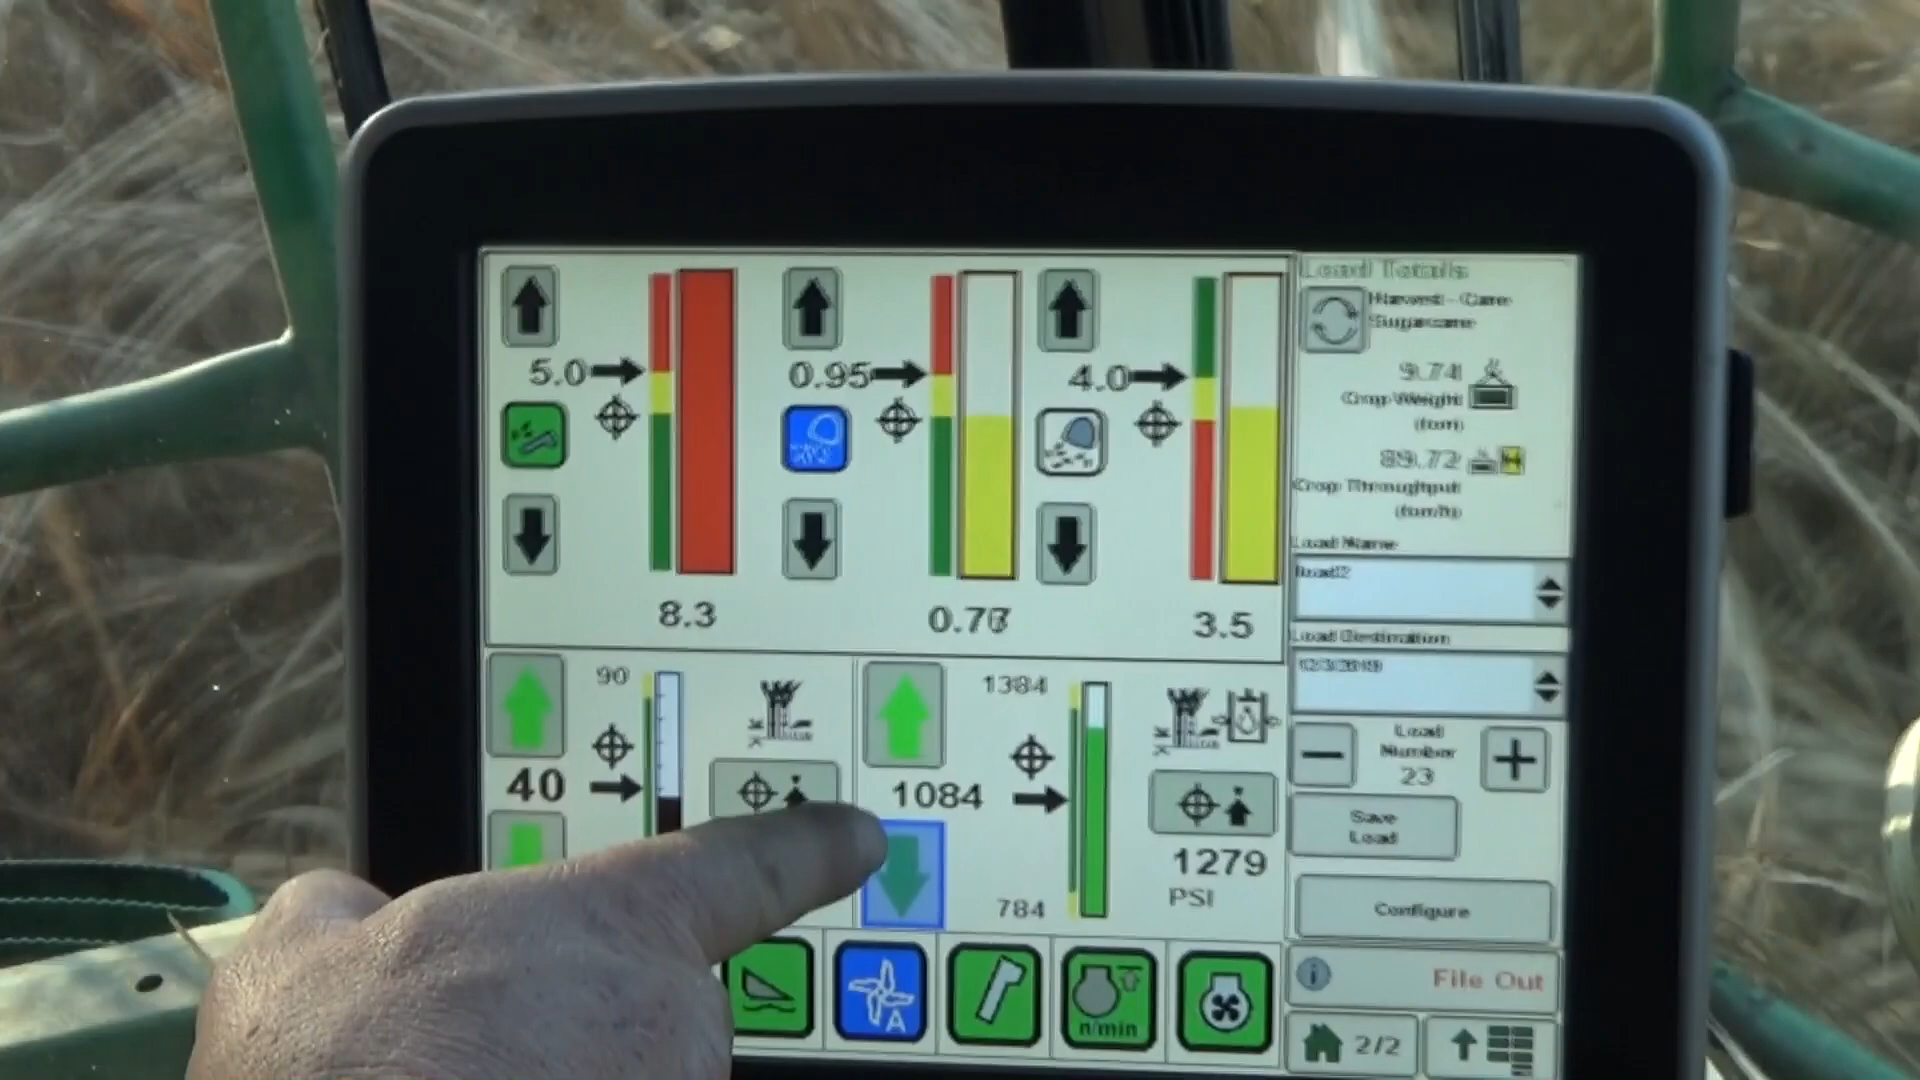 5.0
0.95
4.0
8.3
3.5
90
40
1384
1084
784
1279
PSI
A
n/min
Load Totals
Harvest - Cane
Sugarcane
9.74
Crop Weight
(ton)
89.72
Crop Throughput
(ton/h)
Load Name
load2
Load Destination
Load
Number
23
Save
Load
Configure
File Out
2/2